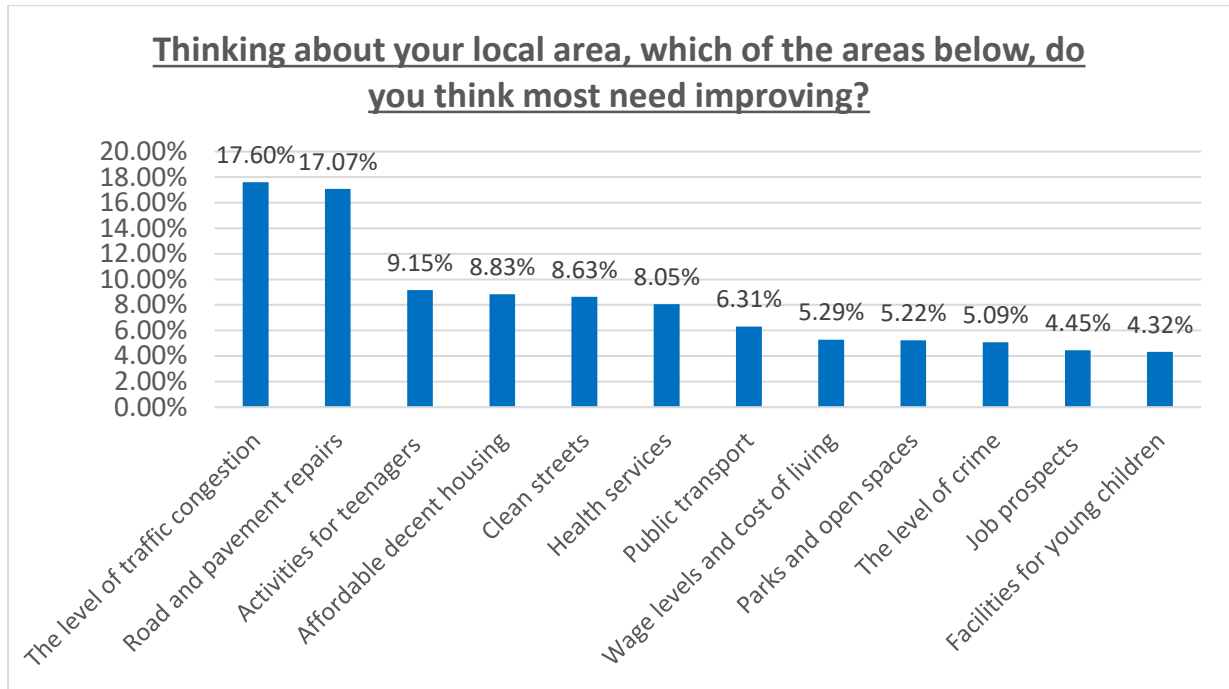 Thinking about your local area, which of the areas below, do
you think most need improving?
20.00%
18.00%
16.00%
14.00%
12.00%
10.00%
8.00%
6.00%
4.00%
2.00%
0.00%
17.60%
17.07%
9.15%
8.83%
8.63%
8.05%
6.31%
5.29%
5.22%
5.09%
4.45%
4.32%
The level of traffic congestion
Road and pavement repairs
Activities for teenagers
Affordable decent housing
Clean streets
Health services
Public transport
Wage levels and cost of living
Parks and open spaces
The level of crime
Job prospects
Facilities for young children